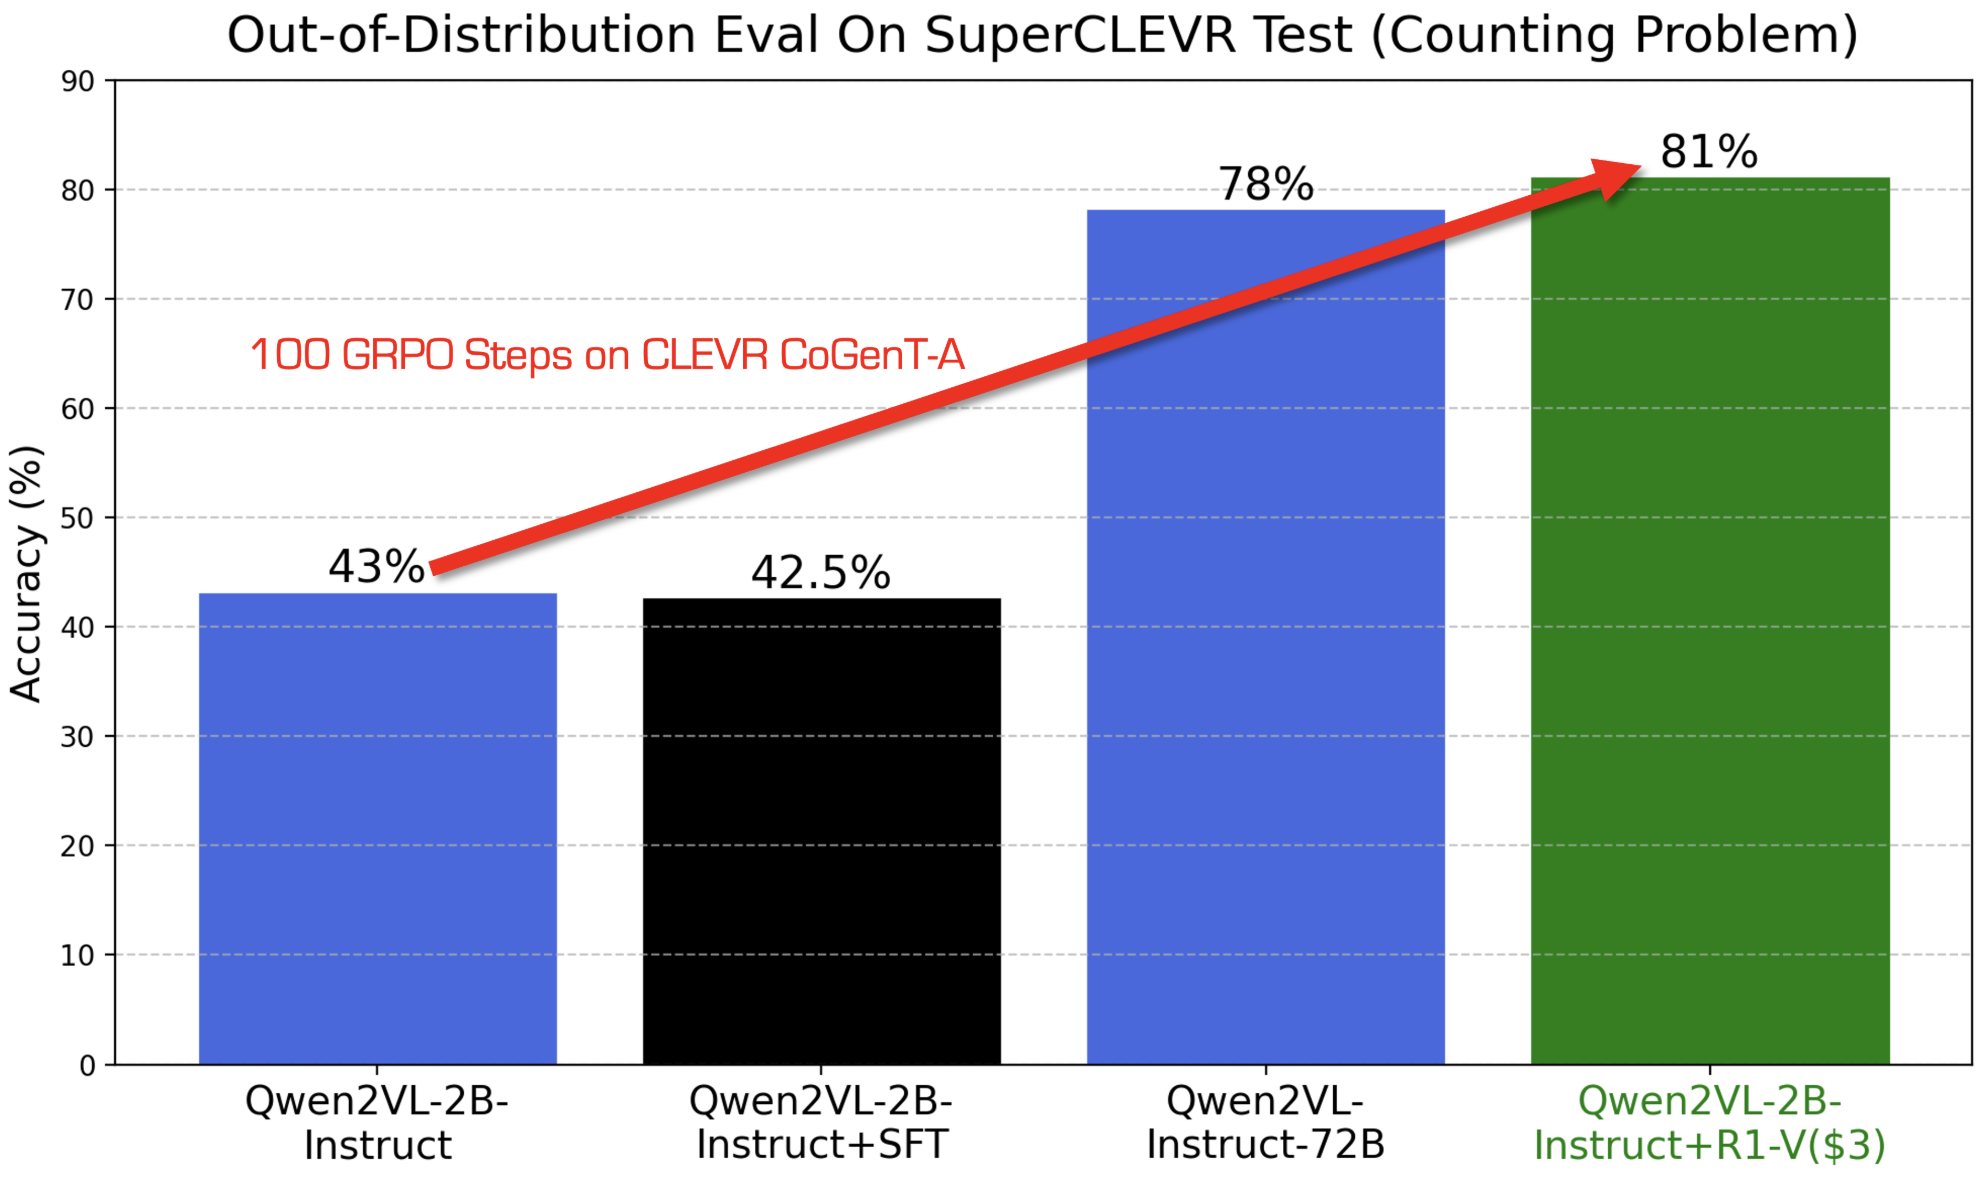 Out-of-Distribution Eval On SuperCLEVR Test (Counting Problem)
Accuracy (%)
90
80
70
60
50
40
30
20
10
0
100 GRPO Steps on CLEVR CoGenT-A
43%
42.5%
78%
81%
Qwen2VL-2B-
Instruct
Qwen2VL-2B-
Instruct+SFT
Qwen2VL-
Instruct-72B
Qwen2VL-2B-
Instruct+R1-V($3)